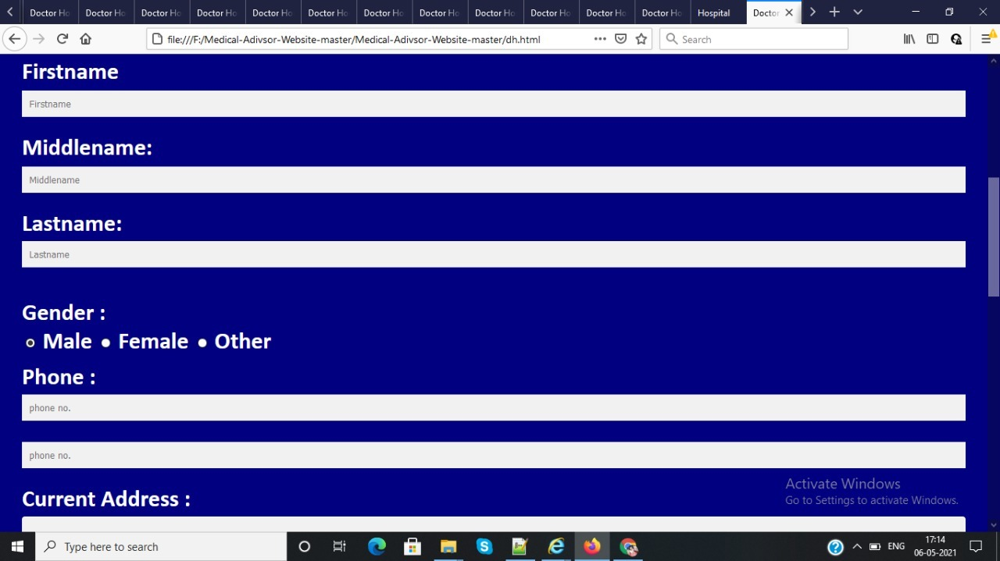 Doctor Ho Doctor Ho Doctor Ho Doctor Ho Doctor Ho Doctor Ho Doctor Ho Doctor Ho Doctor Ho Doctor Ho Doctor Ho Doctor Ho Hospital Doctor
file:///F:/Medical-Adivsor-Website-master/Medical-Adivsor-Website-master/dh.html Search
Firstname
Firstname
Middlename:
Middlename
Lastname:
Lastname
Gender :
Male Female Other
Phone :
phone no.
phone no.
Activate Windows
Current Address :
Go to Settings to activate Windows.
Type here to search ENG 17:14
06-05-2021